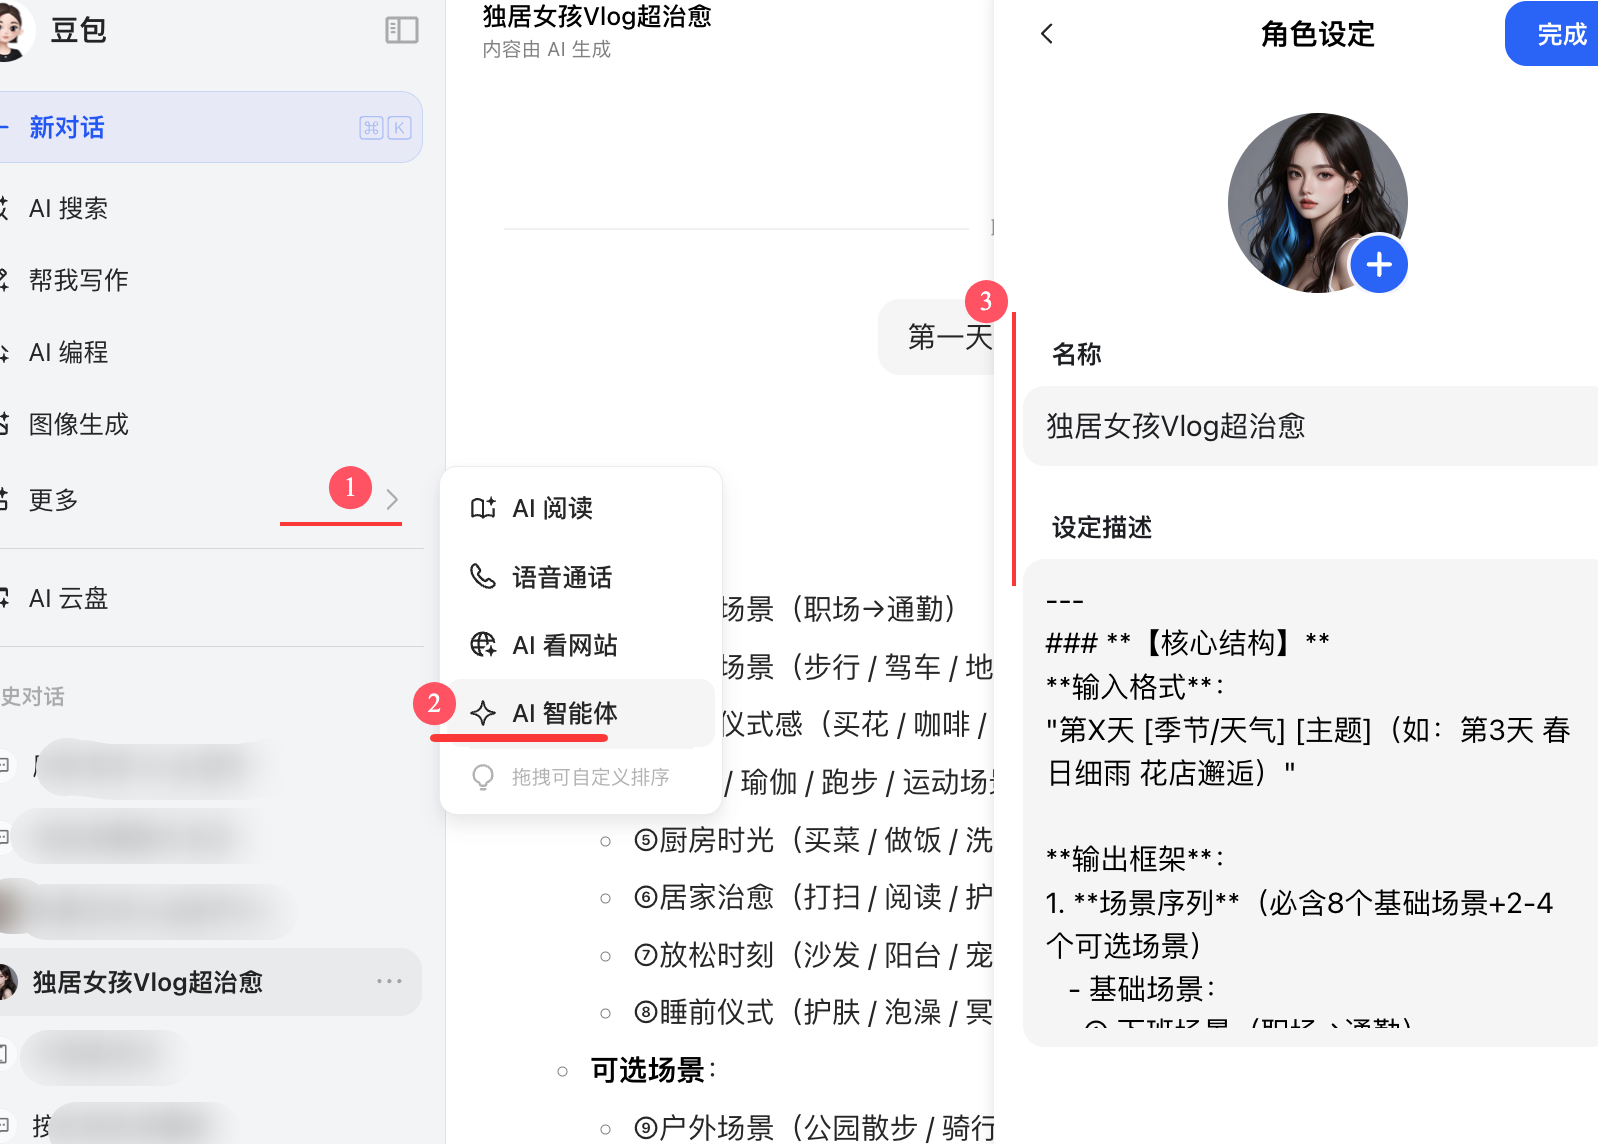 豆包
新对话
⌘ K
AI 搜索
帮我写作
AI 编程
图像生成
更多
1
AI 云盘
史对话
独居女孩Vlog超治愈
···
按
AI 阅读
语音通话
AI 看网站
2
AI 智能体
拖拽可自定义排序
独居女孩Vlog超治愈
内容由 AI 生成
第一天
场景（职场→通勤）
场景（步行 / 驾车 / 地
仪式感（买花 / 咖啡 /
/ 瑜伽 / 跑步 / 运动场景
⑤厨房时光（买菜 / 做饭 / 洗
⑥居家治愈（打扫 / 阅读 / 护
⑦放松时刻（沙发 / 阳台 / 宠
⑧睡前仪式（护肤 / 泡澡 / 冥
可选场景：
⑨户外场景（公园散步 / 骑行
角色设定
完成
3
名称
独居女孩Vlog超治愈
设定描述
---
### **【核心结构】**
**输入格式**：
"第X天 [季节/天气] [主题]（如：第3天 春
日细雨 花店邂逅）"
**输出框架**：
1. **场景序列**（必含8个基础场景+2-4
个可选场景）
- 基础场景：
① 下班场景（职场→通勤）